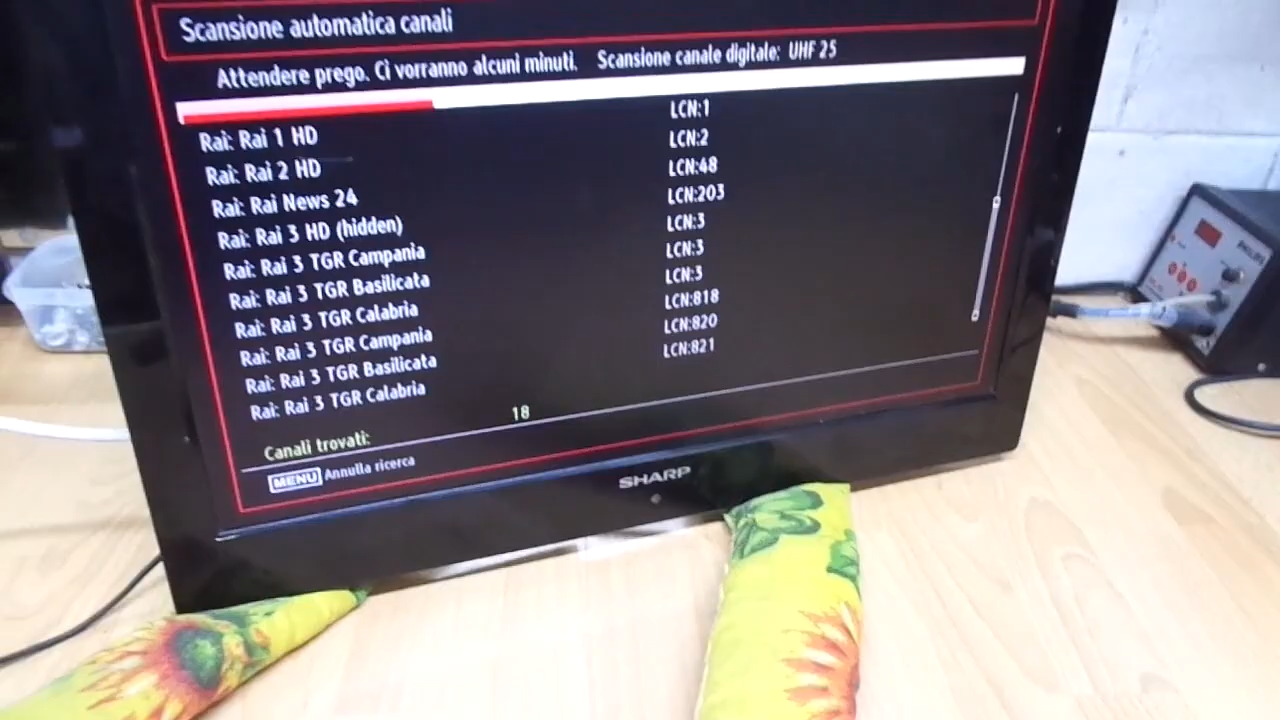 Scansione automatica canali
Attendere prego. Ci vorranno alcuni minuti. Scansione canale digitale: UHF 25
Rai: Rai 1 HD LCN:1
Rai: Rai 2 HD LCN:2
Rai: Rai News 24 LCN:48
Rai: Rai 3 HD (hidden) LCN:203
Rai: Rai 3 TGR Campania LCN:3
Rai: Rai 3 TGR Basilicata LCN:3
Rai: Rai 3 TGR Calabria LCN:3
Rai: Rai 3 TGR Campania LCN:818
Rai: Rai 3 TGR Basilicata LCN:820
Rai: Rai 3 TGR Calabria LCN:821
Canali trovati: 18
MENU Annulla ricerca
SHARP
PHILIPS